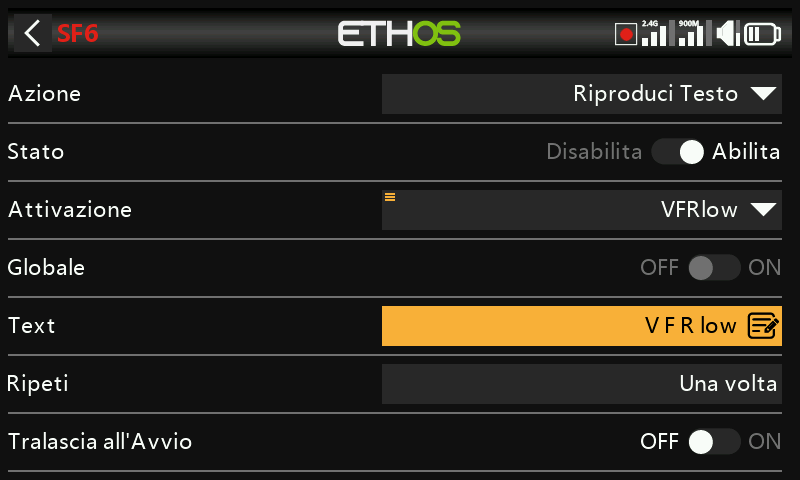 SF6 ETHOS 2.4G 900M
Azione Riproduci Testo
Stato Disabilita Abilita
Attivazione VFRlow
Globale OFF ON
Text V F R low
Ripeti Una volta
Tralascia all'Avvio OFF ON